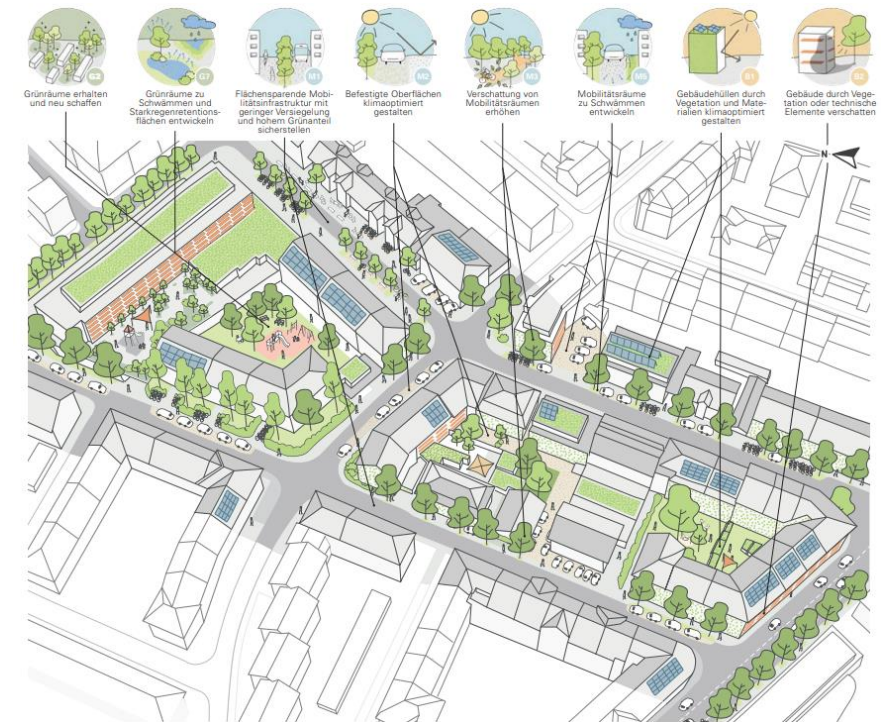 G3
Grünräume erhalten
und neu schaffen
G7
Grünräume zu
Schwämmen und
Starkregenretentions-
flächen entwickeln
M1
Flächensparende Mobi-
litätsinfrastruktur mit
geringer Versiegelung
und hohem Grünanteil
sicherstellen
M2
Befestigte Oberflächen
klimaoptimiert
gestalten
M3
Verschattung von
Mobilitätsräumen
erhöhen
M5
Mobilitätsräume
zu Schwämmen
entwickeln
B1
Gebäudehüllen durch
Vegetation und Mate-
rialien klimaoptimiert
gestalten
B2
Gebäude durch Vege-
tation oder technische
Elemente verschatten
N